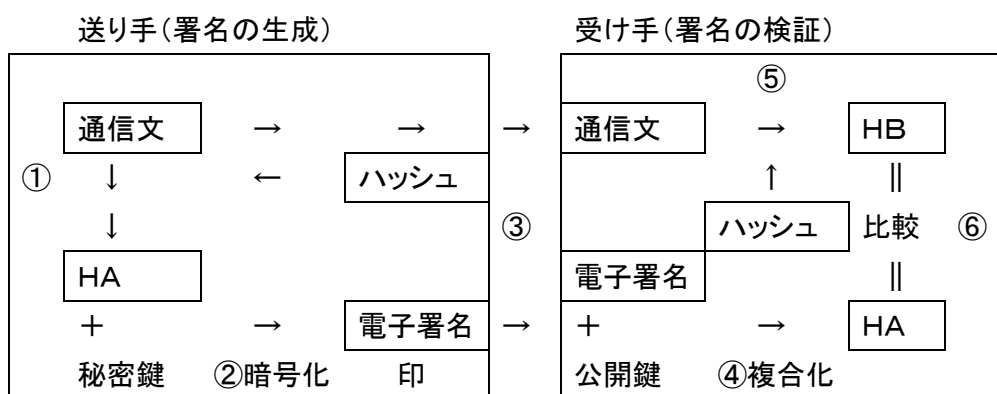 送り手(署名の生成) 受け手(署名の検証)
⑤
通信文 → → → 通信文 → HB
① ↓ ← ハッシュ ↑ ||
↓ ③ ハッシュ 比較 ⑥
HA 電子署名 ||
+ → 電子署名 → + → HA
秘密鍵 ②暗号化 印 公開鍵 ④複合化